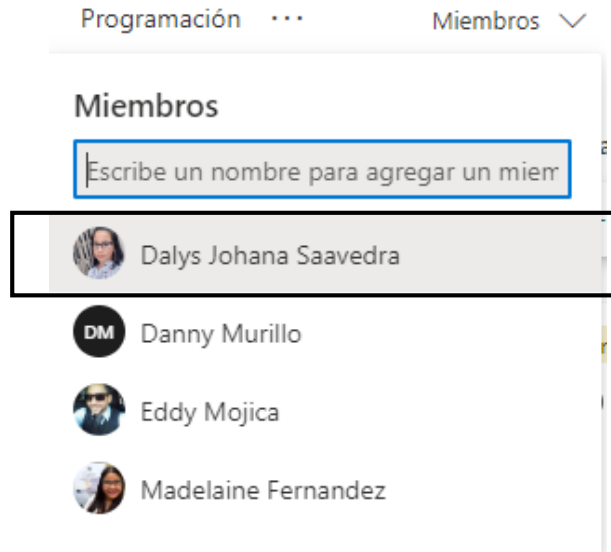 Programación ··· Miembros
Miembros
Escribe un nombre para agregar un miem
Dalys Johana Saavedra
DM Danny Murillo
Eddy Mojica
Madelaine Fernandez